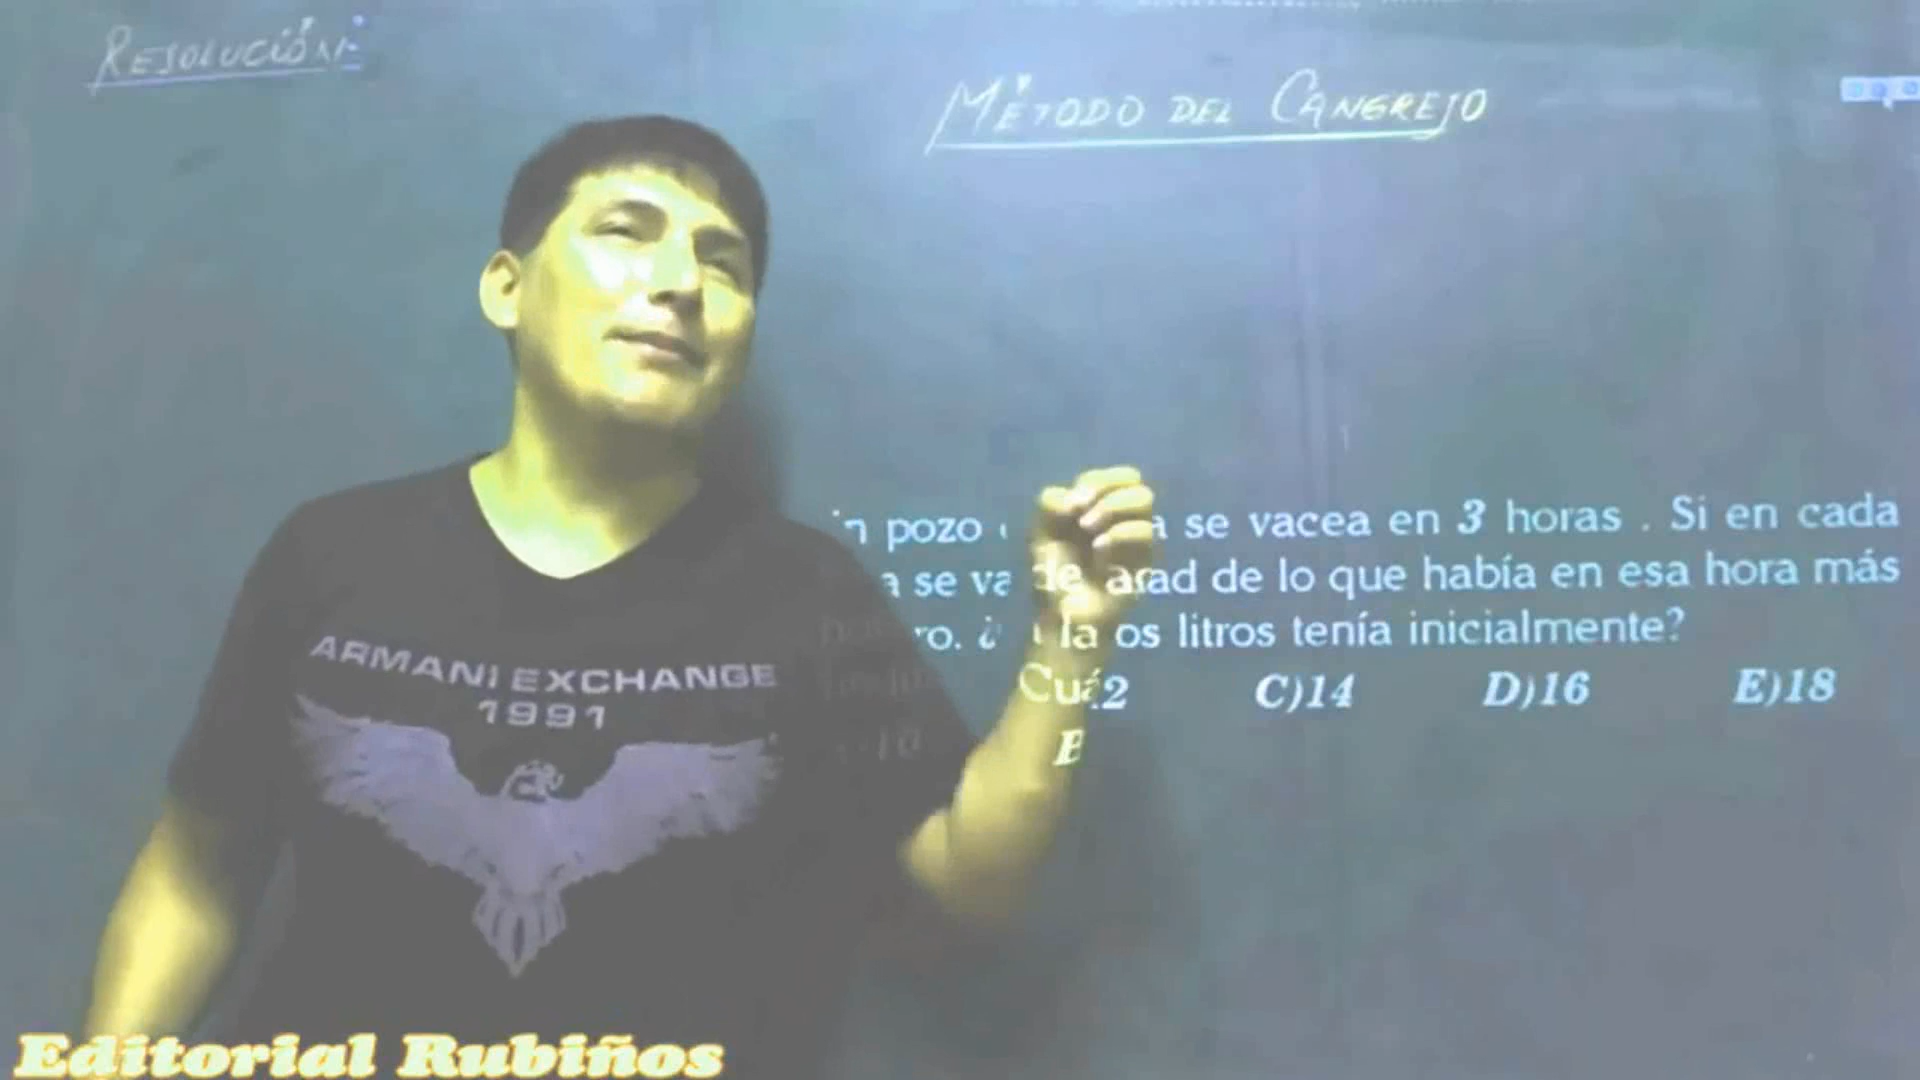 RESOLUCIÓN:
MÉTODO DEL CANGREJO
pozo se vacea en 3 horas . Si en cada
a se va de lo que había en esa hora más
ro. ¿ os litros tenía inicialmente?
C)14 D)16 E)18
ARMANI EXCHANGE
1991
Editorial Rubiños